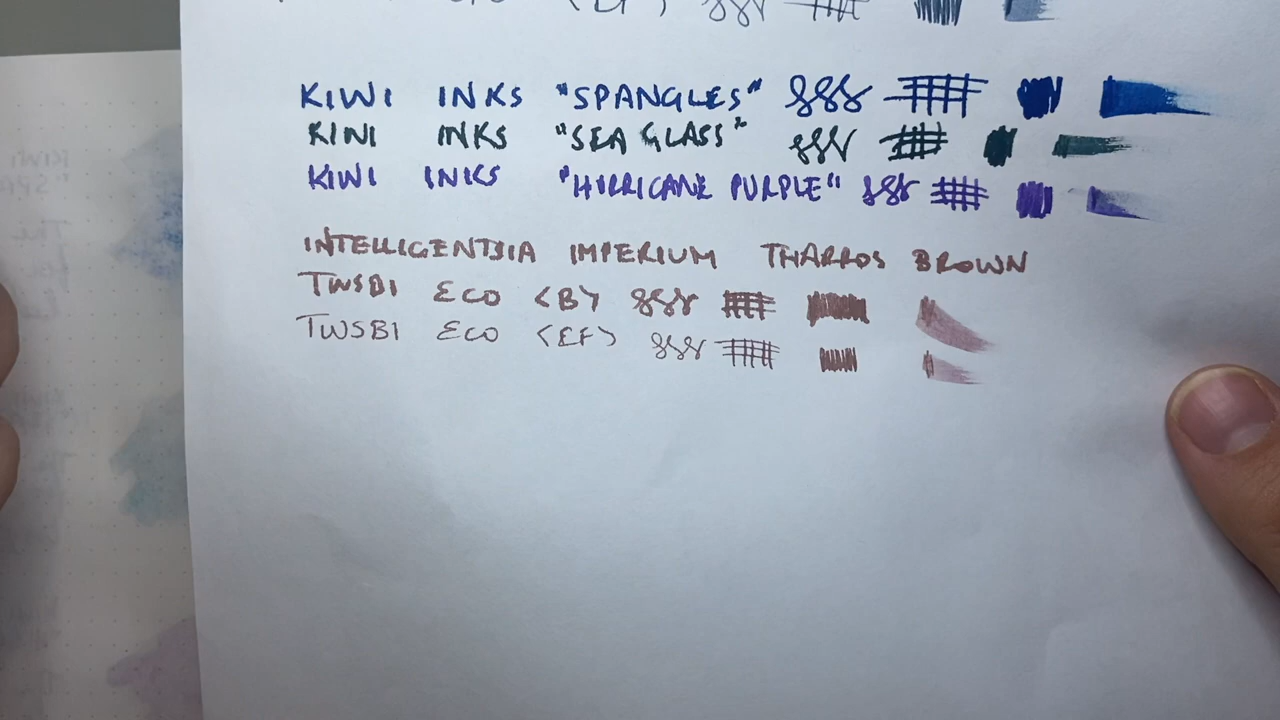 KIWI INKS "SPANGLES"
KINI INKS "SEA GLASS"
KIWI INKS "HURRICANE PURPLE"
INTELLIGENTSIA IMPERIUM THARROS BROWN
TWSBI ECO <B>
TWSBI ECO <EF>